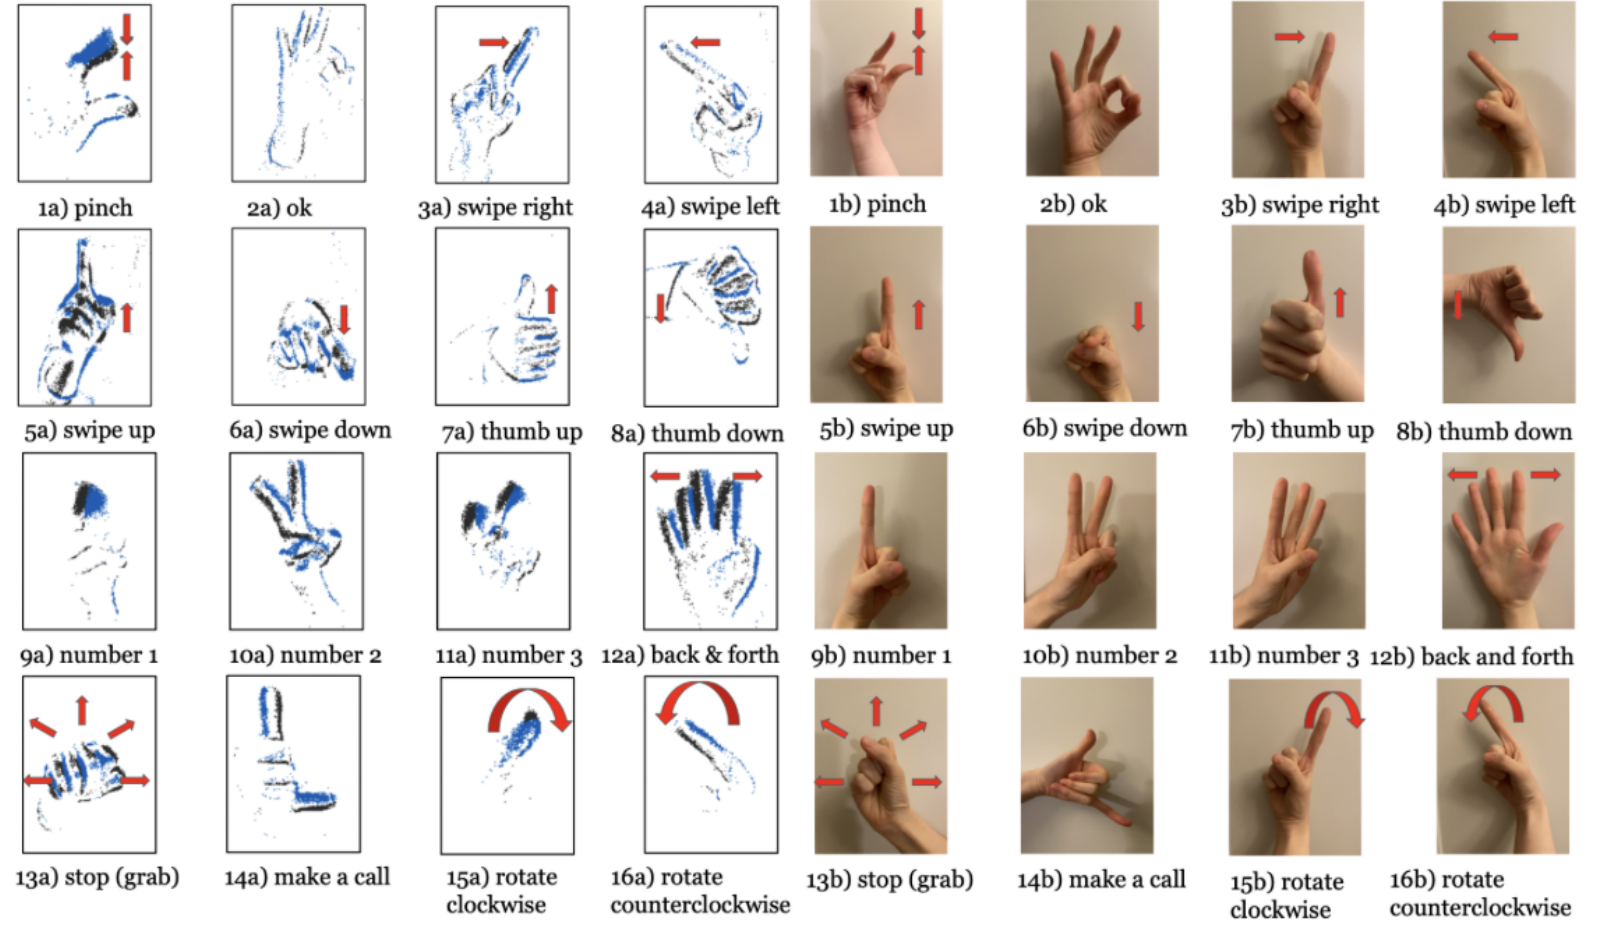 1a) pinch
2a) ok
3a) swipe right
4a) swipe left
1b) pinch
2b) ok
3b) swipe right
4b) swipe left
5a) swipe up
6a) swipe down
7a) thumb up
8a) thumb down
5b) swipe up
6b) swipe down
7b) thumb up
8b) thumb down
9a) number 1
10a) number 2
11a) number 3
12a) back & forth
9b) number 1
10b) number 2
11b) number 3
12b) back and forth
13a) stop (grab)
14a) make a call
15a) rotate
clockwise
16a) rotate
counterclockwise
13b) stop (grab)
14b) make a call
15b) rotate
clockwise
16b) rotate
counterclockwise